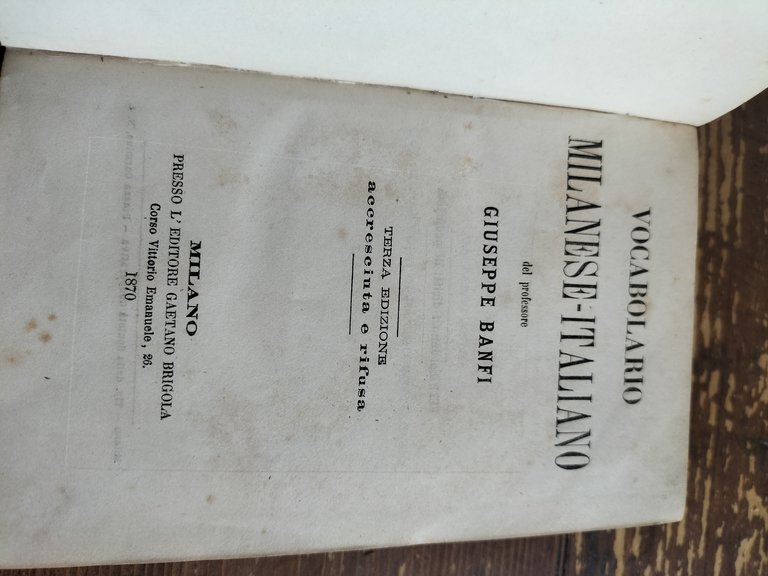 VOCABOLARIO
MILANESE-ITALIANO
del professore
GIUSEPPE BANFI
TERZA EDIZIONE
accresciuta e rifusa
MILANO
PRESSO L' EDITORE GAETANO BRIGOLA
Corso Vittorio Emanuele, 26.
1870